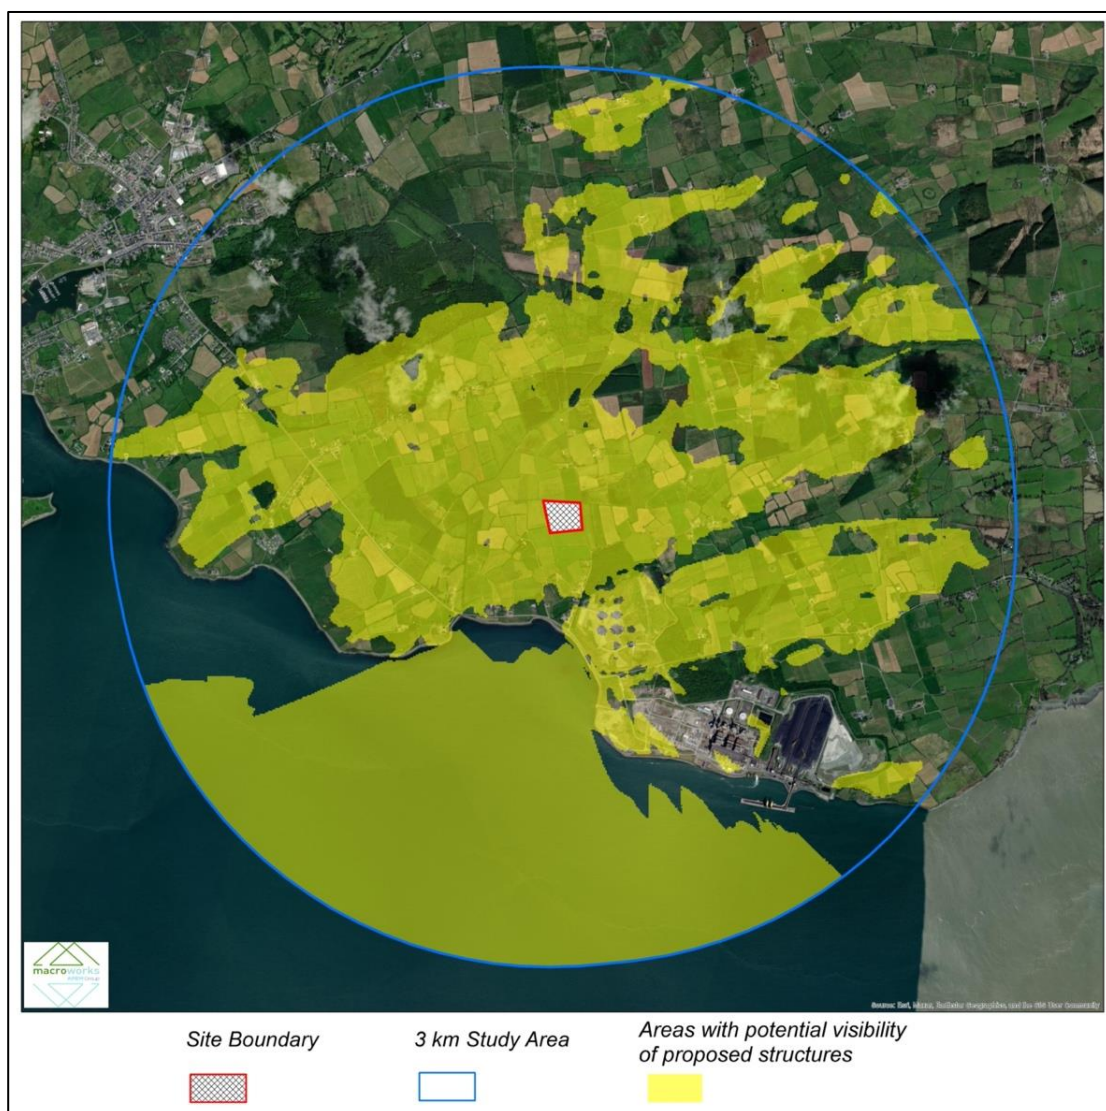 macroworks
Source: Esri, Maxar, Earthstar Geographics, and the GIS User Community
Site Boundary
3 km Study Area
Areas with potential visibility
of proposed structures